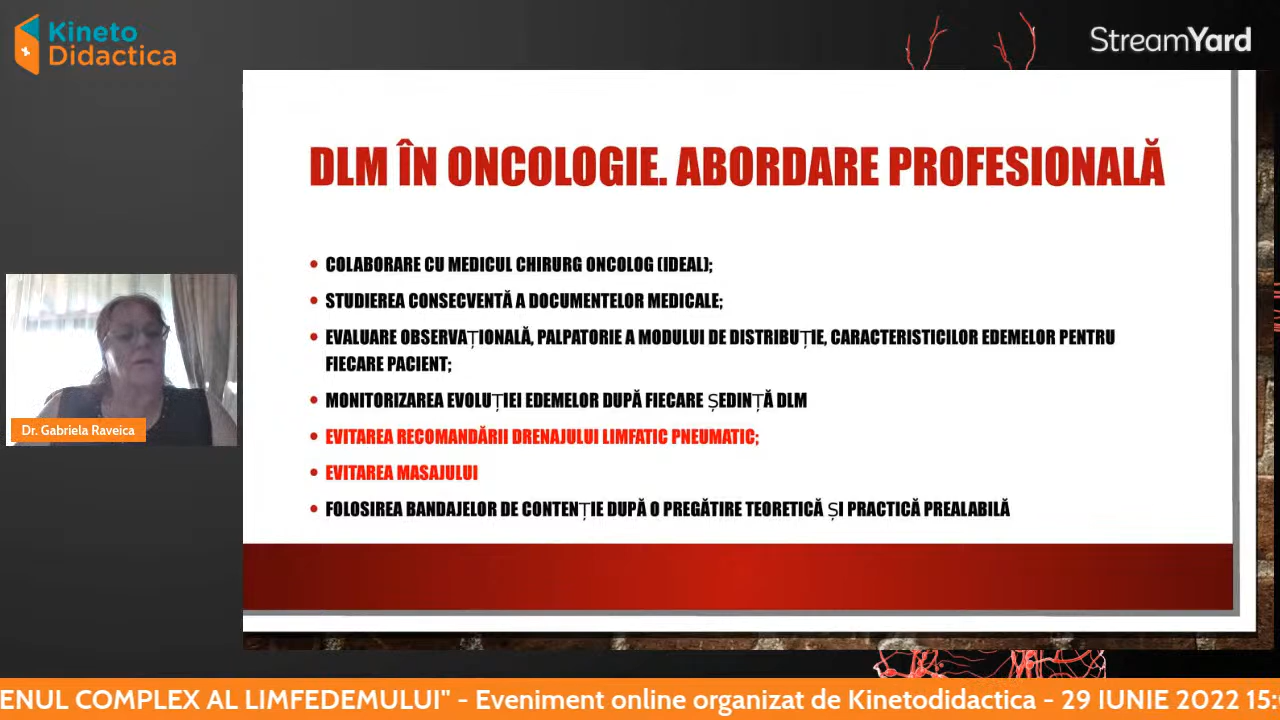 Kineto
Didactica
StreamYard
DLM ÎN ONCOLOGIE. ABORDARE PROFESIONALĂ
• COLABORARE CU MEDICUL CHIRURG ONCOLOG (IDEAL);
• STUDIEREA CONSECVENTĂ A DOCUMENTELOR MEDICALE;
• EVALUARE OBSERVAȚIONALĂ, PALPATORIE A MODULUI DE DISTRIBUȚIE, CARACTERISTICILOR EDEMELOR PENTRU
FIECARE PACIENT;
• MONITORIZAREA EVOLUȚIEI EDEMELOR DUPĂ FIECARE ȘEDINȚĂ DLM
• EVITAREA RECOMANDĂRII DRENAJULUI LIMFATIC PNEUMATIC;
• EVITAREA MASAJULUI
• FOLOSIREA BANDAJELOR DE CONTENȚIE DUPĂ O PREGĂTIRE TEORETICĂ ȘI PRACTICĂ PREALABILĂ
Dr. Gabriela Raveica
ENUL COMPLEX AL LIMFEDEMULUI" - Eveniment online organizat de Kinetodidactica - 29 IUNIE 2022 15: